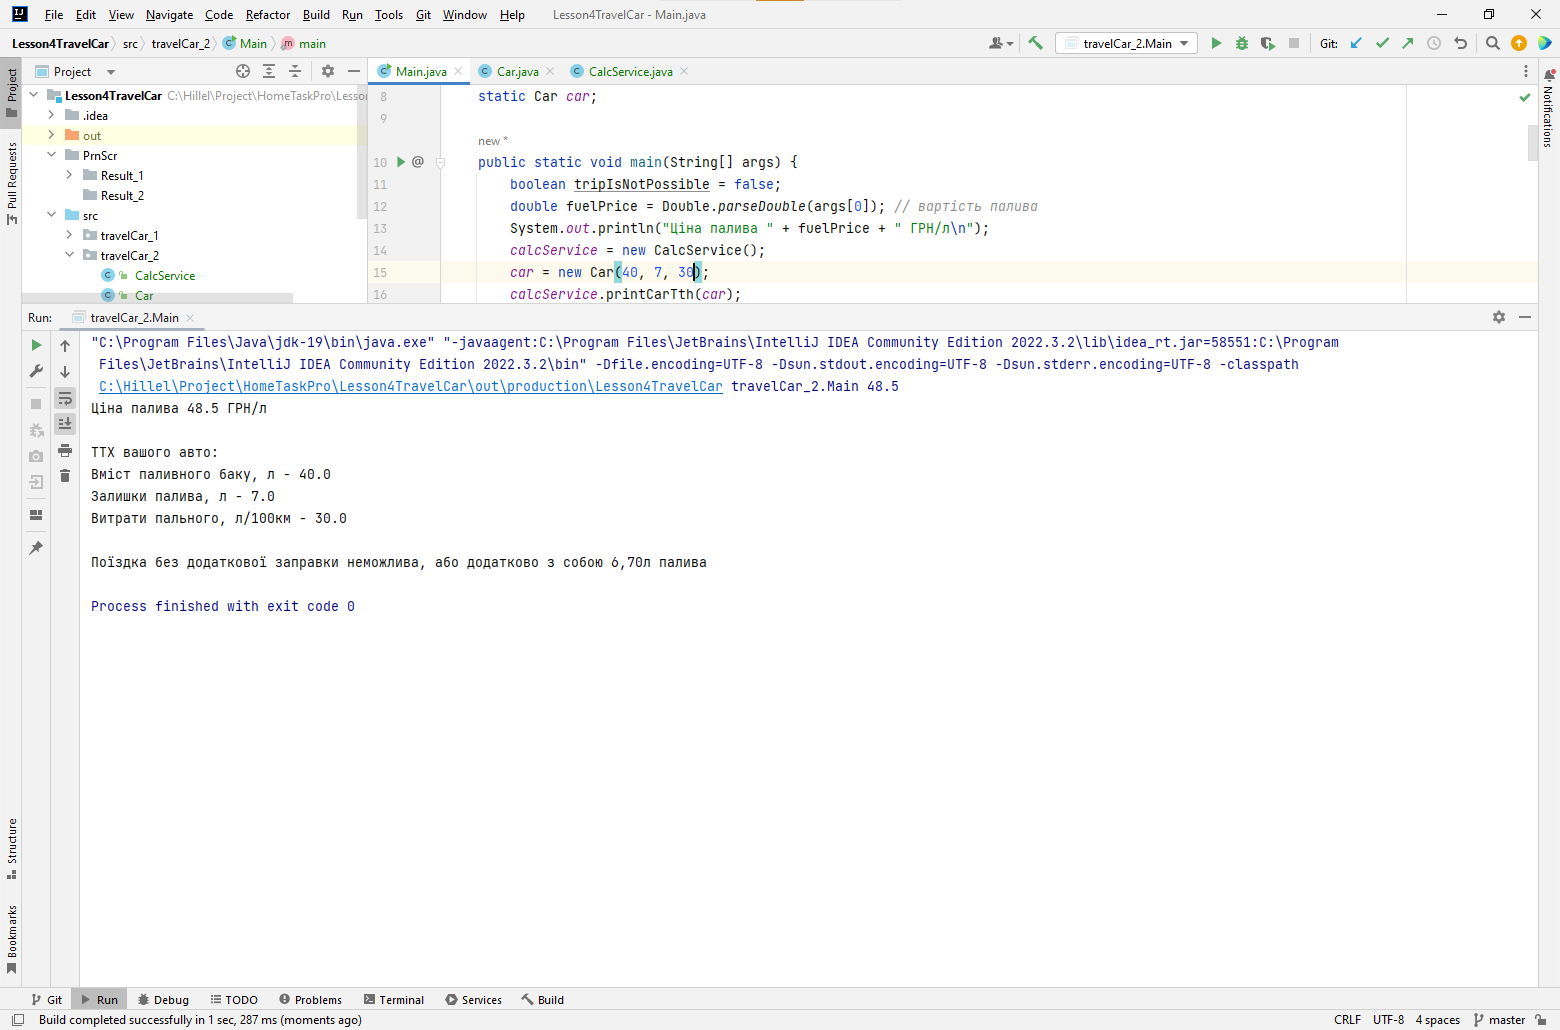 File Edit View Navigate Code Refactor Build Run Tools Git Window Help Lesson4TravelCar - Main.java
Lesson4TravelCar src travelCar_2 Main main travelCar_2.Main Git:
Project
Main.java Car.java CalcService.java
Lesson4TravelCar C:\Hillel\Project\HomeTaskPro\Lesson
.idea
out
PrnScr
Result_1
Result_2
src
travelCar_1
travelCar_2
CalcService
Car
8 static Car car;
9
new *
10 @ public static void main(String[] args) {
11 boolean tripIsNotPossible = false;
12 double fuelPrice = Double.parseDouble(args[0]); // вартість палива
13 System.out.println("Ціна палива " + fuelPrice + " ГРН/л\n");
14 calcService = new CalcService();
15 car = new Car(40, 7, 30);
16 calcService.printCarTth(car);
Project
Pull Requests
Structure
Bookmarks
Notifications
Run: travelCar_2.Main
"C:\Program Files\Java\jdk-19\bin\java.exe" "-javaagent:C:\Program Files\JetBrains\IntelliJ IDEA Community Edition 2022.3.2\lib\idea_rt.jar=58551:C:\Program
Files\JetBrains\IntelliJ IDEA Community Edition 2022.3.2\bin" -Dfile.encoding=UTF-8 -Dsun.stdout.encoding=UTF-8 -Dsun.stderr.encoding=UTF-8 -classpath
C:\Hillel\Project\HomeTaskPro\Lesson4TravelCar\out\production\Lesson4TravelCar travelCar_2.Main 48.5
Ціна палива 48.5 ГРН/л
ТТХ вашого авто:
Вміст паливного баку, л - 40.0
Залишки палива, л - 7.0
Витрати пального, л/100км - 30.0
Поїздка без додаткової заправки неможлива, або додатково з собою 6,70л палива
Process finished with exit code 0
Git Run Debug TODO Problems Terminal Services Build
Build completed successfully in 1 sec, 287 ms (moments ago) CRLF UTF-8 4 spaces master